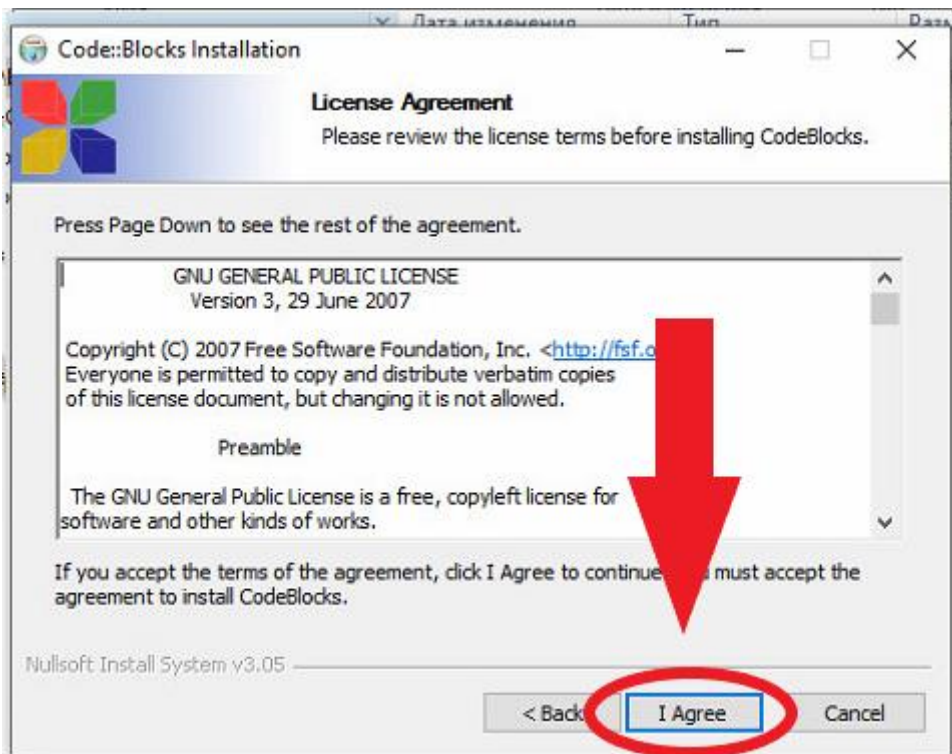 Дата изменения Тип
Code::Blocks Installation
License Agreement
Please review the license terms before installing CodeBlocks.
Press Page Down to see the rest of the agreement.
GNU GENERAL PUBLIC LICENSE
Version 3, 29 June 2007
Copyright (C) 2007 Free Software Foundation, Inc. <http://fsf.o
Everyone is permitted to copy and distribute verbatim copies
of this license document, but changing it is not allowed.
Preamble
The GNU General Public License is a free, copyleft license for
software and other kinds of works.
If you accept the terms of the agreement, click I Agree to continue must accept the
agreement to install CodeBlocks.
Nullsoft Install System v3.05
< Back I Agree Cancel